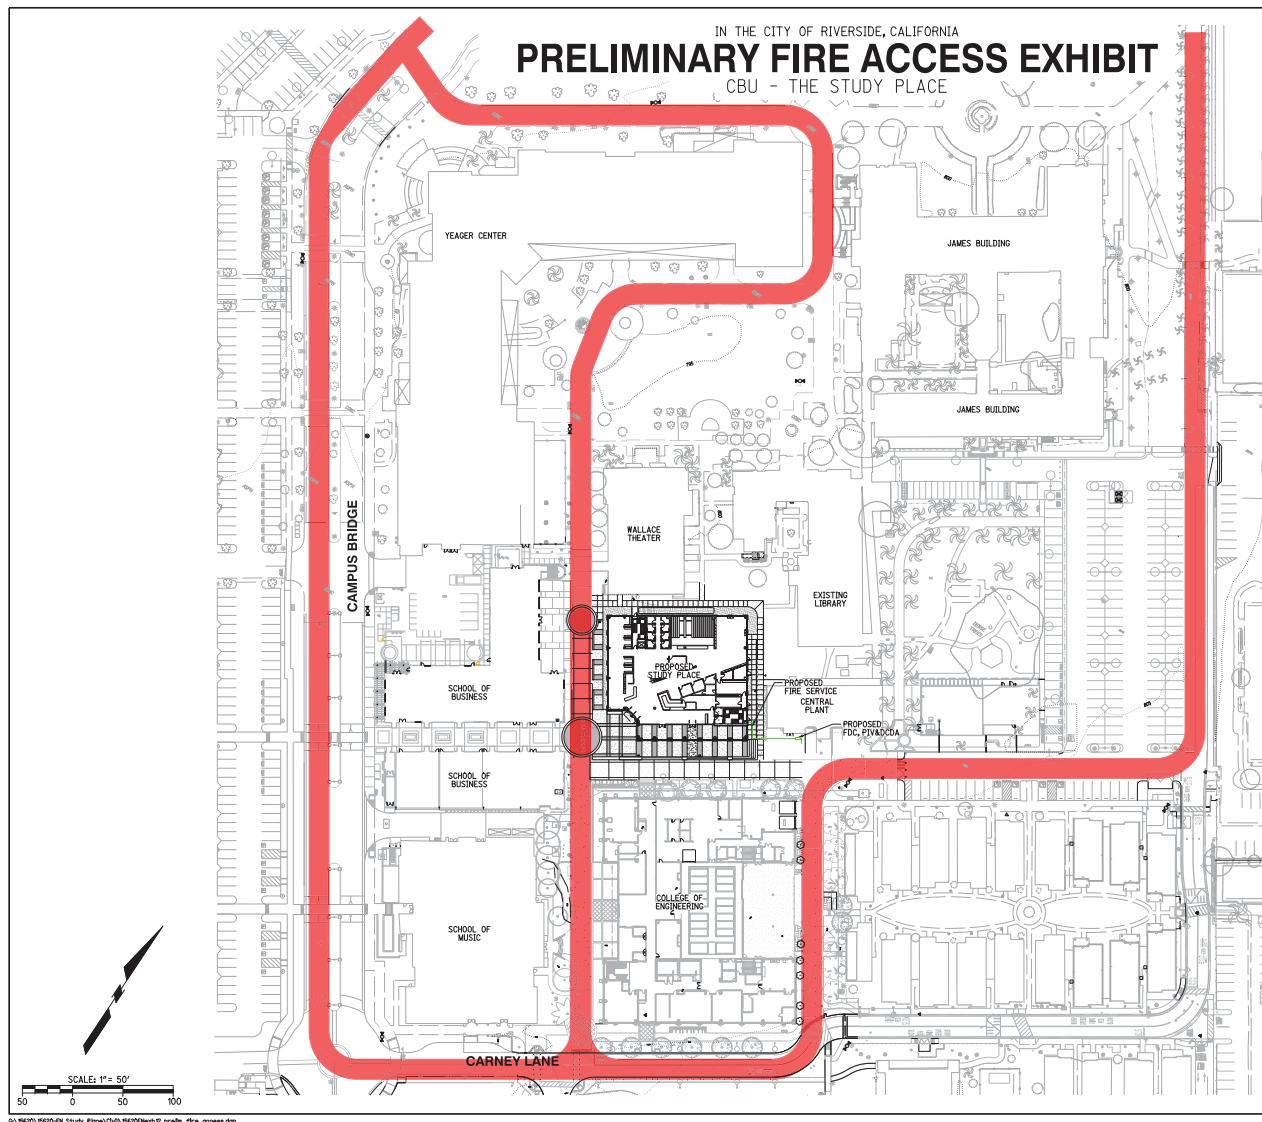 IN THE CITY OF RIVERSIDE, CALIFORNIA
PRELIMINARY FIRE ACCESS EXHIBIT
CBU - THE STUDY PLACE
YEAGER CENTER
JAMES BUILDING
JAMES BUILDING
CAMPUS BRIDGE
WALLACE
THEATER
EXISTING
LIBRARY
PROPOSED
STUDY PLACE
PROPOSED
FIRE SERVICE
CENTRAL
PLANT
PROPOSED
FDC, PIV&DCDA
SCHOOL OF
BUSINESS
SCHOOL OF
BUSINESS
COLLEGE OF
ENGINEERING
SCHOOL OF
MUSIC
CARNEY LANE
SCALE: 1"= 50'
50 0 50 100